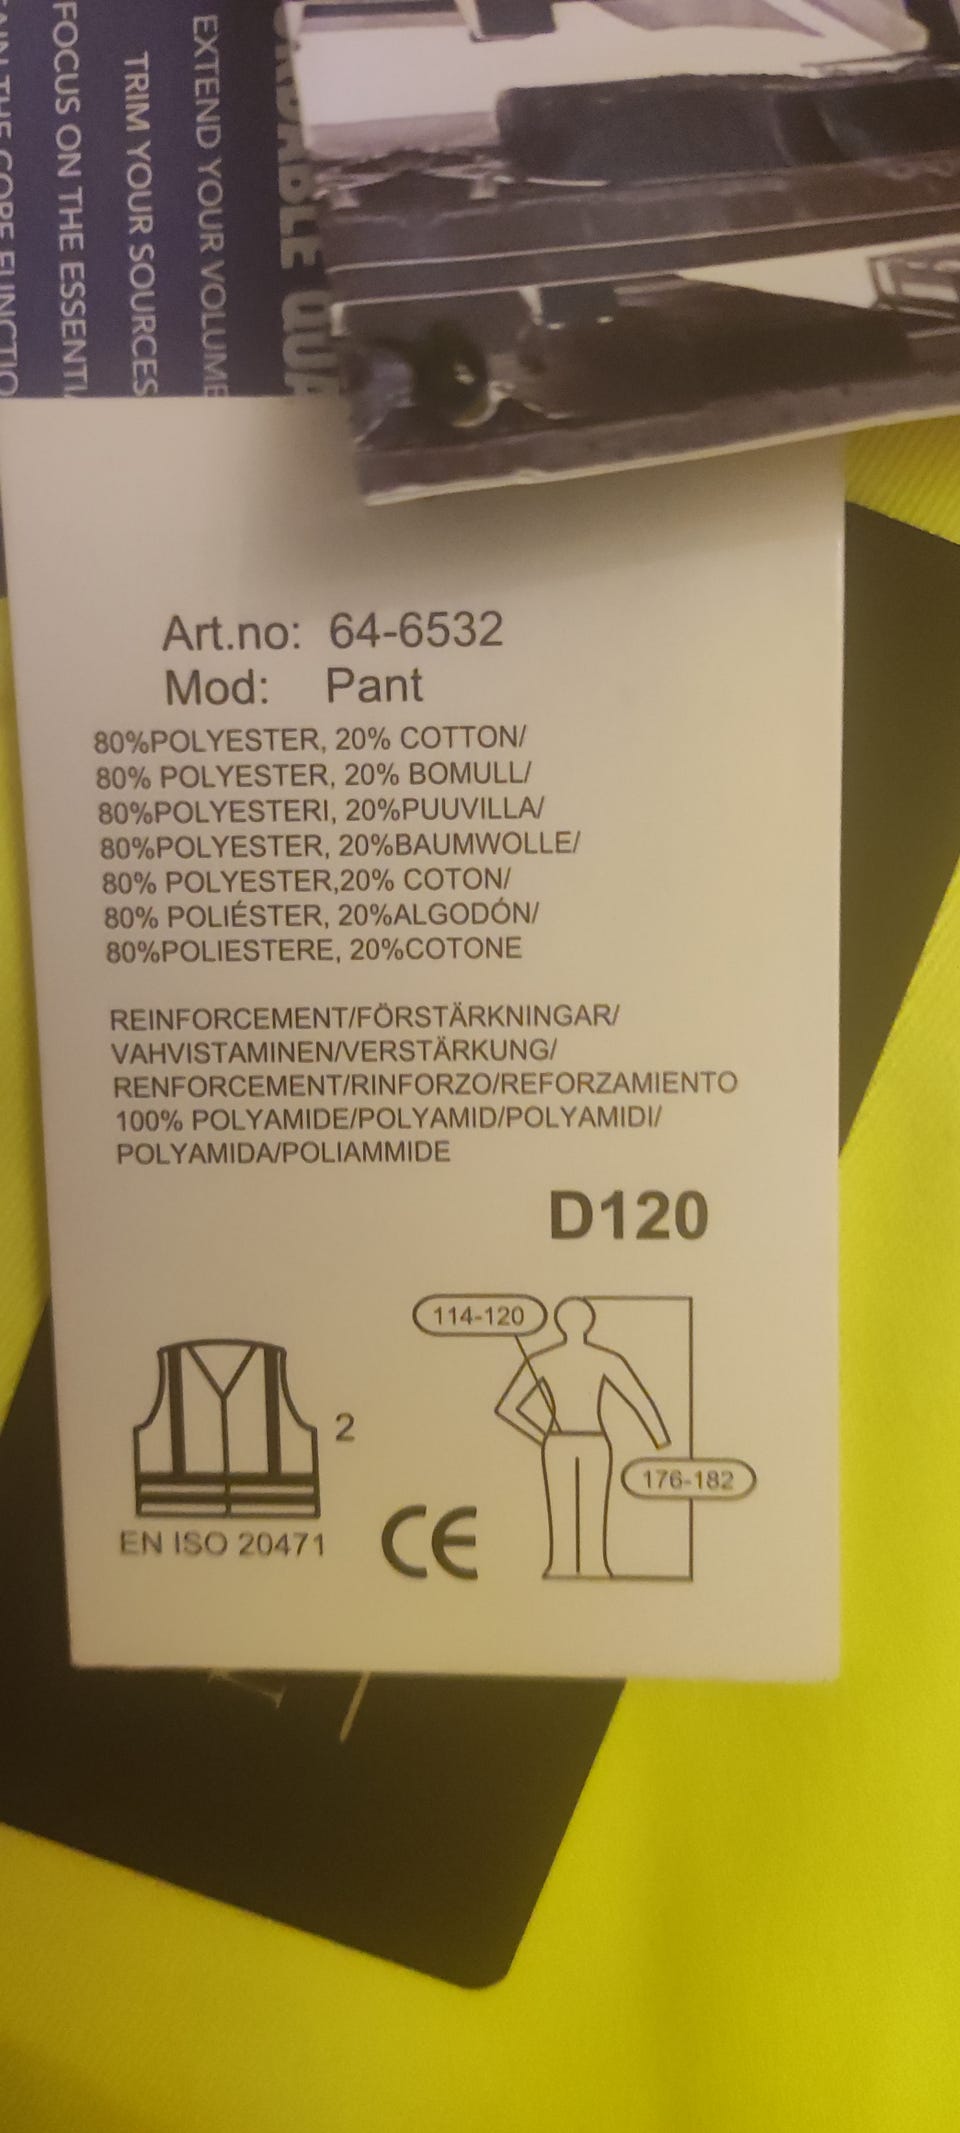 EXTEND YOUR VOLUME
TRIM YOUR SOURCES
FOCUS ON THE
Art.no: 64-6532
Mod: Pant
80%POLYESTER, 20% COTTON/
80% POLYESTER, 20% BOMULL/
80%POLYESTERI, 20%PUUVILLA/
80%POLYESTER, 20%BAUMWOLLE/
80% POLYESTER,20% COTON/
80% POLIÉSTER, 20%ALGODÓN/
80%POLIESTERE, 20%COTONE
REINFORCEMENT/FÖRSTÄRKNINGAR/
VAHVISTAMINEN/VERSTÄRKUNG/
RENFORCEMENT/RINFORZO/REFORZAMIENTO
100% POLYAMIDE/POLYAMID/POLYAMIDI/
POLYAMIDA/POLIAMMIDE
D120
114-120
2
176-182
EN ISO 20471
CE